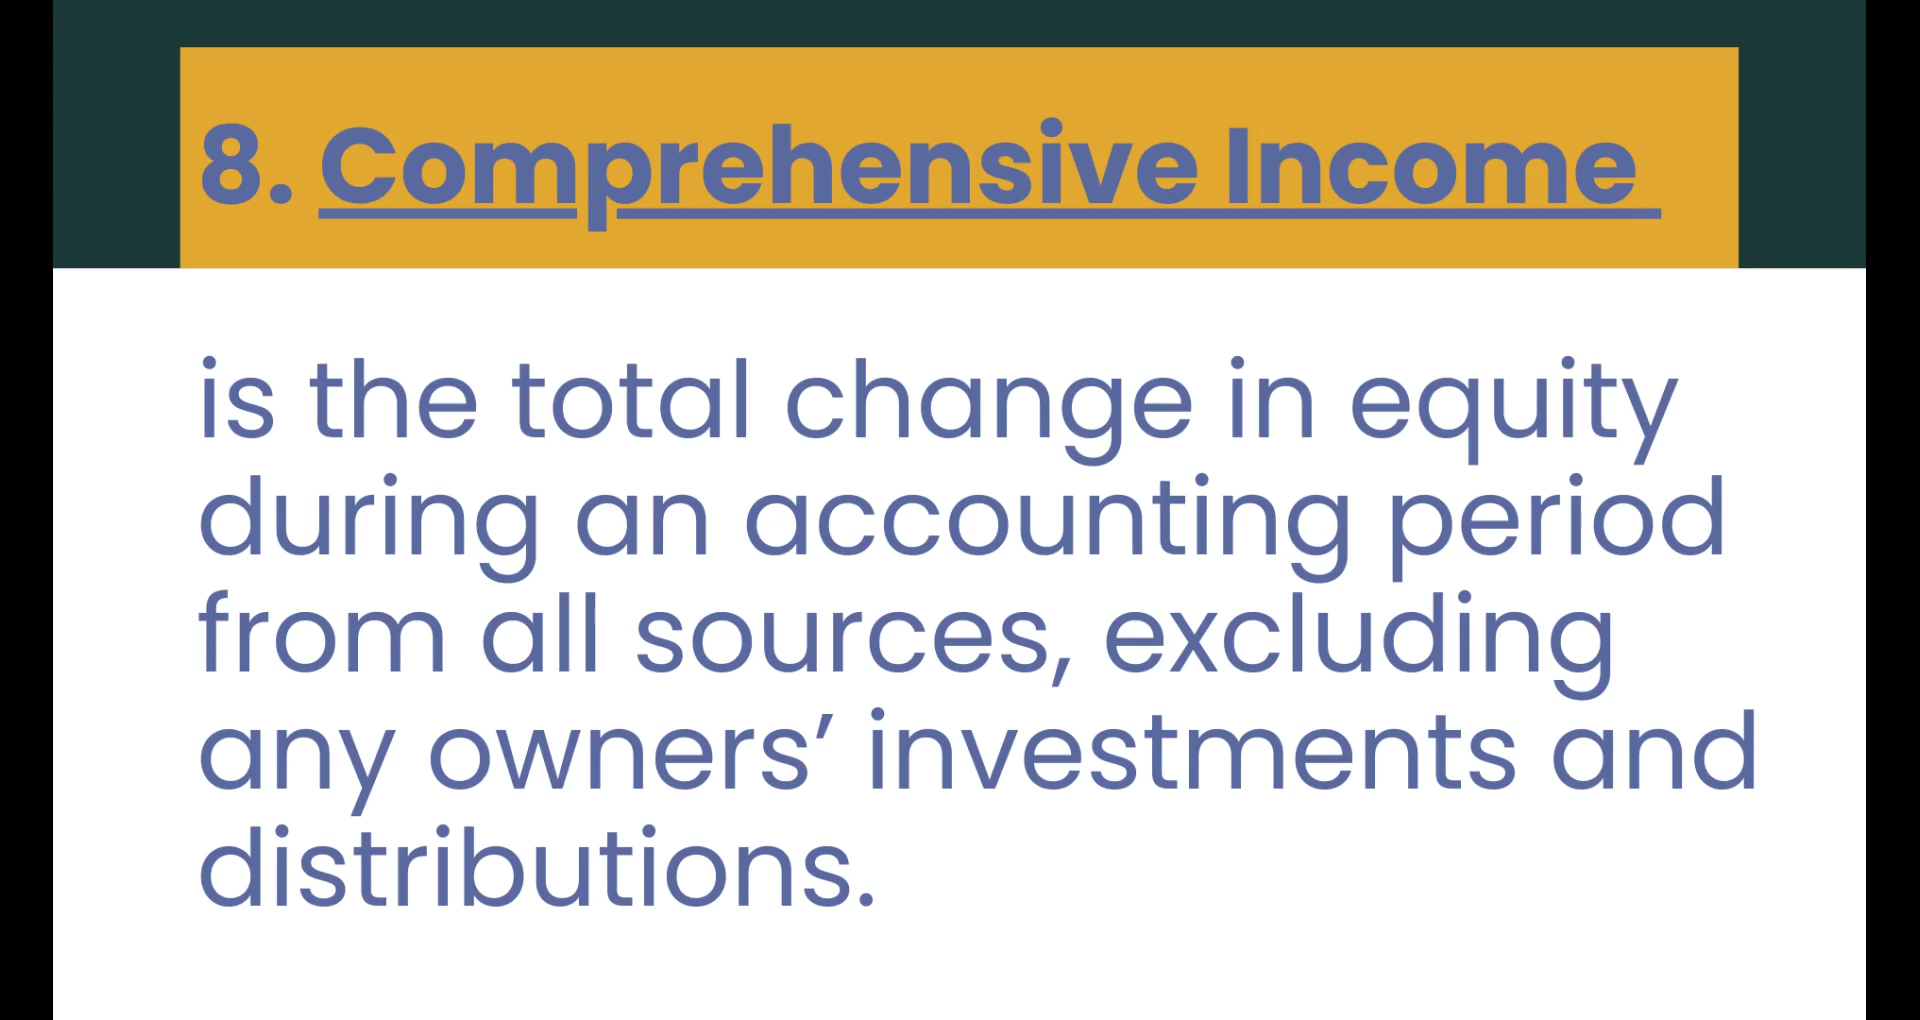 8. Comprehensive Income
is the total change in equity
during an accounting period
from all sources, excluding
any owners’ investments and
distributions.